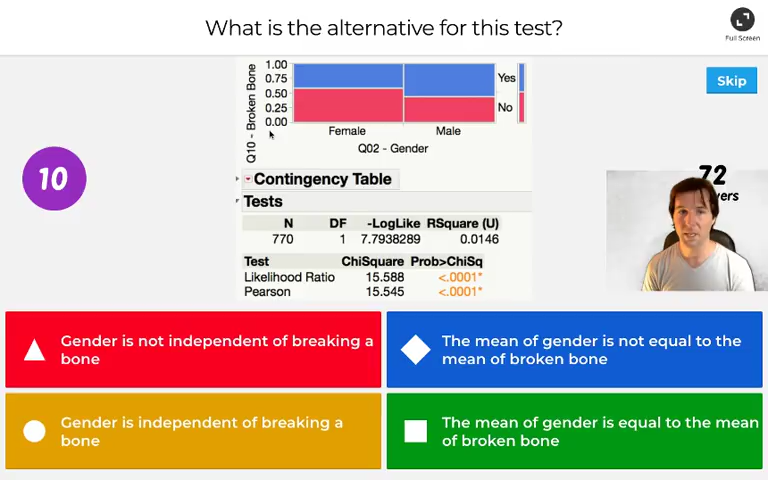 What is the alternative for this test?
Full Screen
Skip
10
72
Q10 - Broken Bone
1.00
0.75
0.50
0.25
0.00
Yes
No
Female Male
Q02 - Gender
Contingency Table
Tests
N DF -LogLike RSquare (U)
770 1 7.7938289 0.0146
Test ChiSquare Prob>ChiSq
Likelihood Ratio 15.588 <.0001*
Pearson 15.545 <.0001*
Gender is not independent of breaking a
bone
The mean of gender is not equal to the
mean of broken bone
Gender is independent of breaking a
bone
The mean of gender is equal to the mean
of broken bone